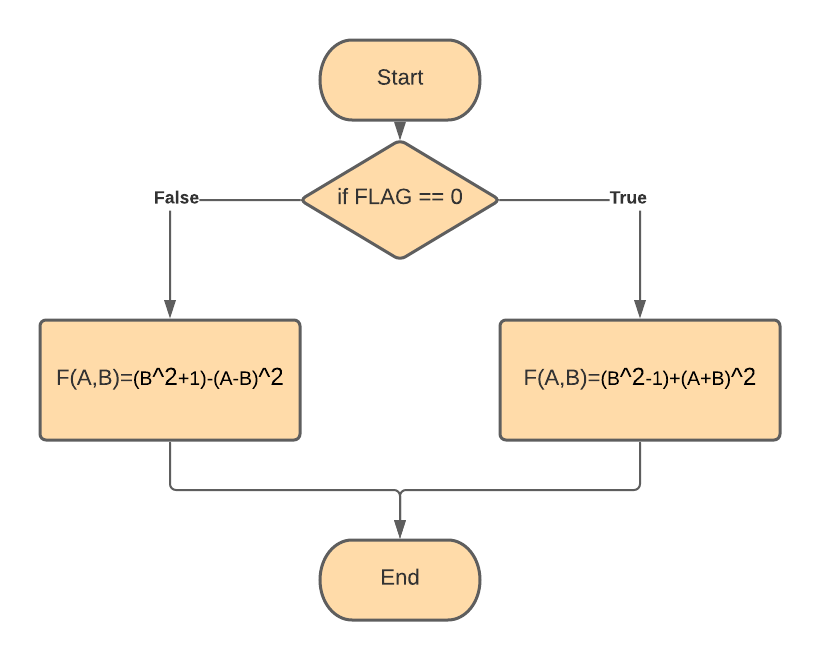 Start
if FLAG == 0
False
True
F(A,B)=(B^2+1)-(A-B)^2
F(A,B)=(B^2-1)+(A+B)^2
End